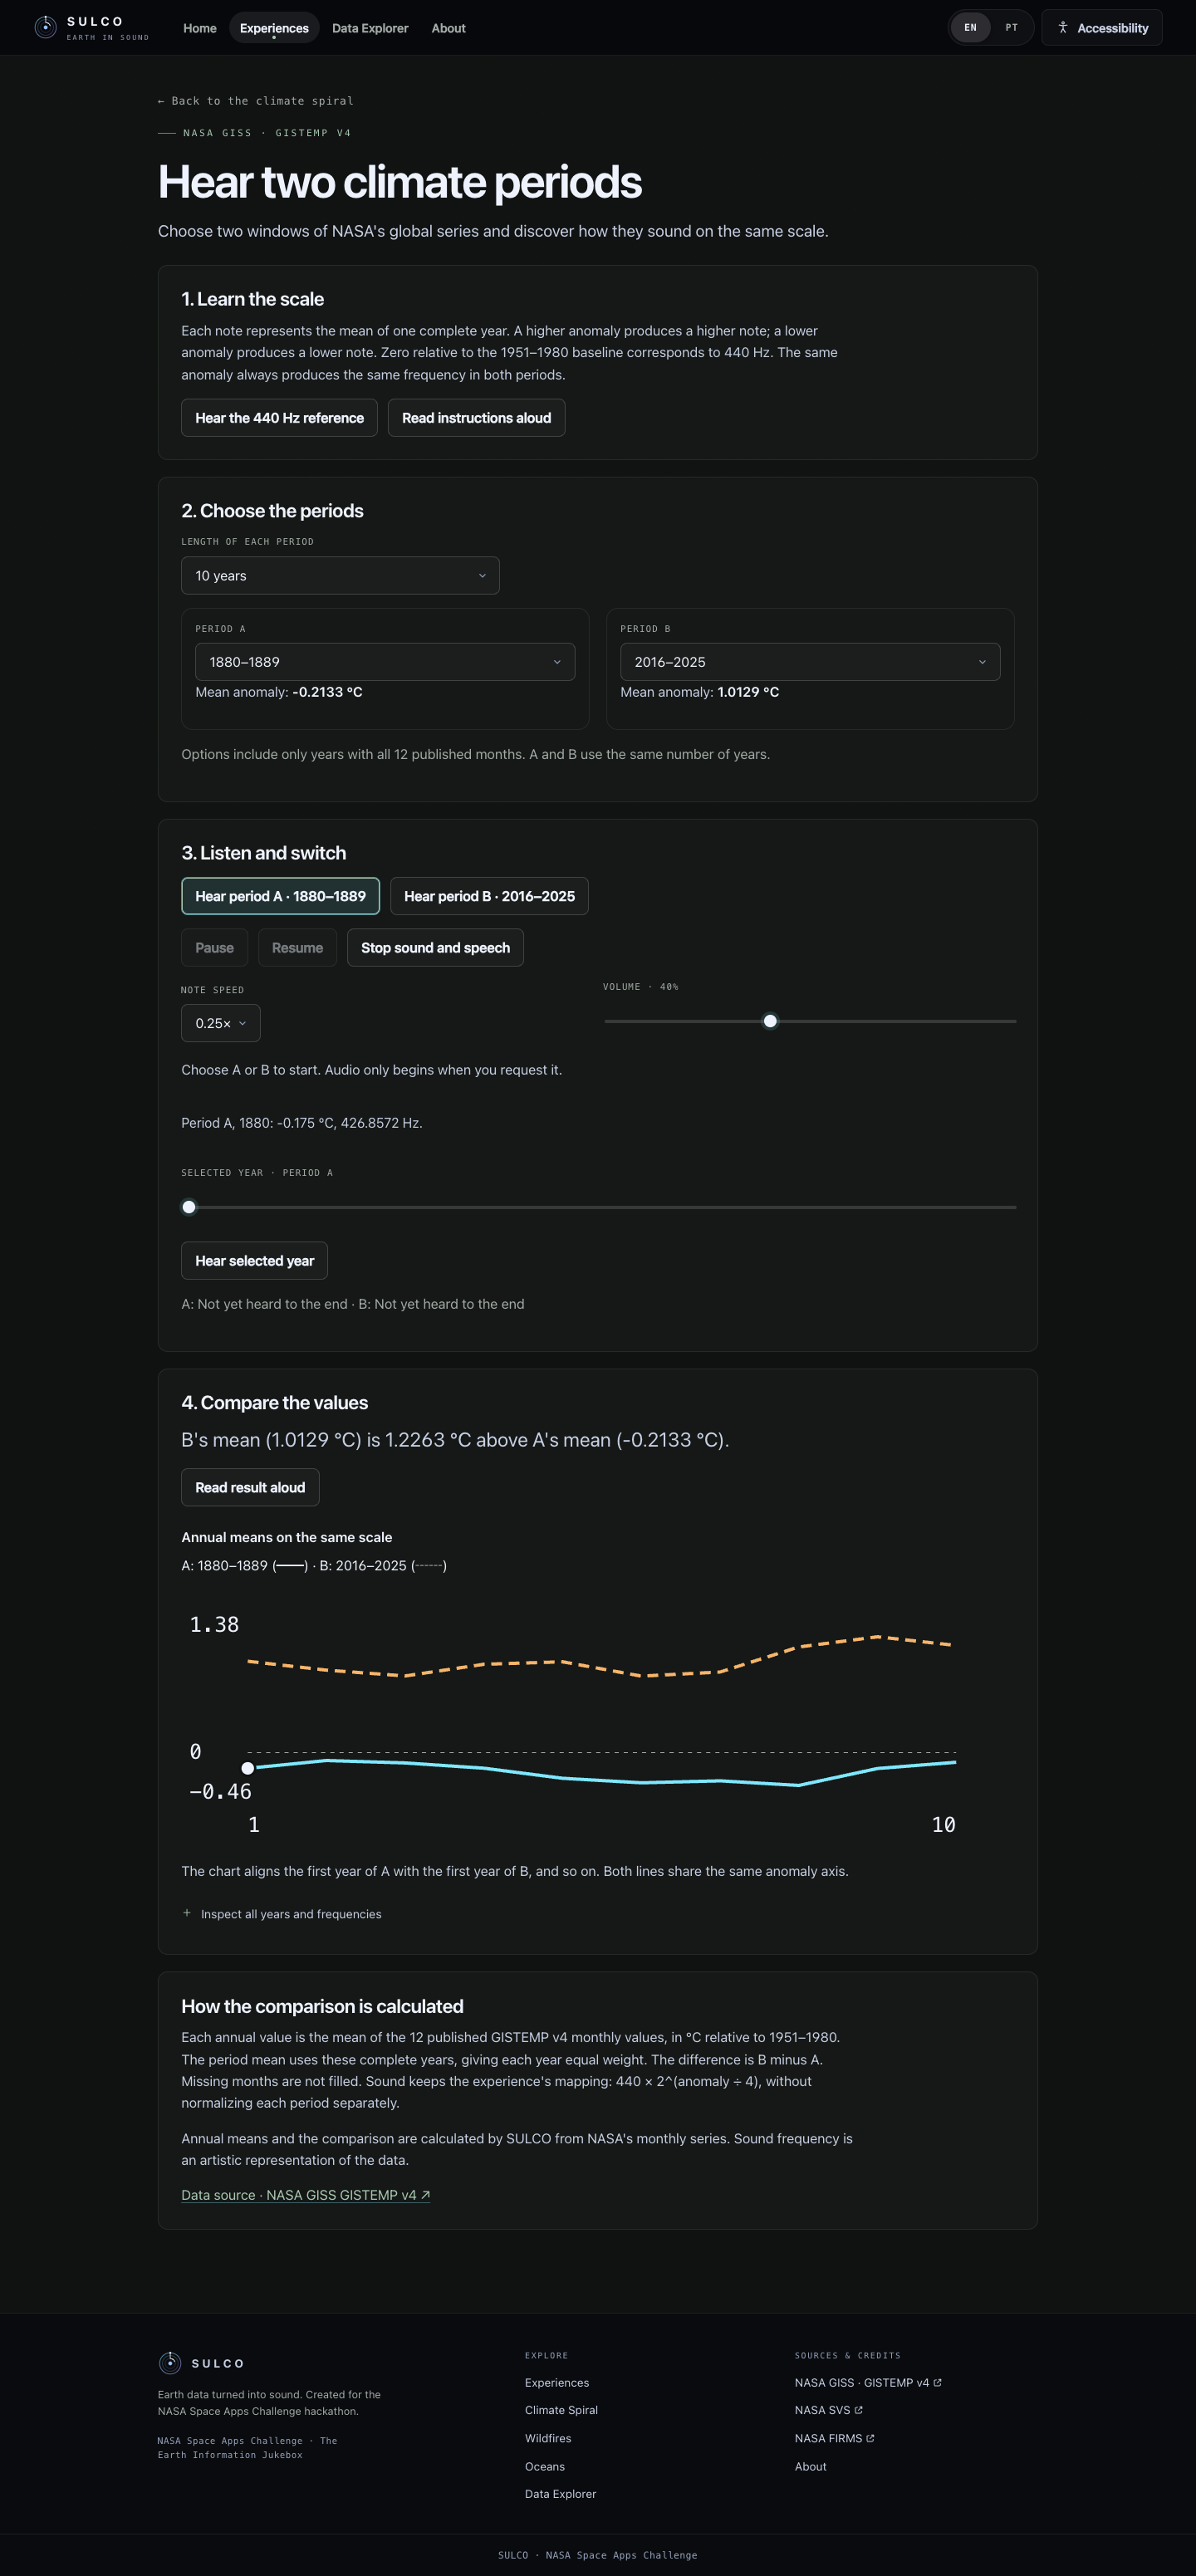 SULCO
EARTH IN SOUND
Home
Experiences
Data Explorer
About
EN
PT
Accessibility
← Back to the climate spiral
NASA GISS · GISTEMP V4
Hear two climate periods
Choose two windows of NASA's global series and discover how they sound on the same scale.
1. Learn the scale
Each note represents the mean of one complete year. A higher anomaly produces a higher note; a lower
anomaly produces a lower note. Zero relative to the 1951–1980 baseline corresponds to 440 Hz. The same
anomaly always produces the same frequency in both periods.
Hear the 440 Hz reference
Read instructions aloud
2. Choose the periods
LENGTH OF EACH PERIOD
10 years
PERIOD A
1880–1889
Mean anomaly: -0.2133 °C
PERIOD B
2016–2025
Mean anomaly: 1.0129 °C
Options include only years with all 12 published months. A and B use the same number of years.
3. Listen and switch
Hear period A · 1880–1889
Hear period B · 2016–2025
Pause
Resume
Stop sound and speech
NOTE SPEED
0.25×
VOLUME · 40%
Choose A or B to start. Audio only begins when you request it.
Period A, 1880: -0.175 °C, 426.8572 Hz.
SELECTED YEAR · PERIOD A
Hear selected year
A: Not yet heard to the end · B: Not yet heard to the end
4. Compare the values
B's mean (1.0129 °C) is 1.2263 °C above A's mean (-0.2133 °C).
Read result aloud
Annual means on the same scale
A: 1880–1889 (——) · B: 2016–2025 (------)
1.38
0
−0.46
1
10
The chart aligns the first year of A with the first year of B, and so on. Both lines share the same anomaly axis.
+ Inspect all years and frequencies
How the comparison is calculated
Each annual value is the mean of the 12 published GISTEMP v4 monthly values, in °C relative to 1951–1980.
The period mean uses these complete years, giving each year equal weight. The difference is B minus A.
Missing months are not filled. Sound keeps the experience's mapping: 440 × 2^(anomaly ÷ 4), without
normalizing each period separately.
Annual means and the comparison are calculated by SULCO from NASA's monthly series. Sound frequency is
an artistic representation of the data.
Data source · NASA GISS GISTEMP v4 ↗
SULCO
Earth data turned into sound. Created for the
NASA Space Apps Challenge hackathon.
NASA Space Apps Challenge · The
Earth Information Jukebox
EXPLORE
Experiences
Climate Spiral
Wildfires
Oceans
Data Explorer
SOURCES & CREDITS
NASA GISS · GISTEMP v4
NASA SVS
NASA FIRMS
About
SULCO · NASA Space Apps Challenge